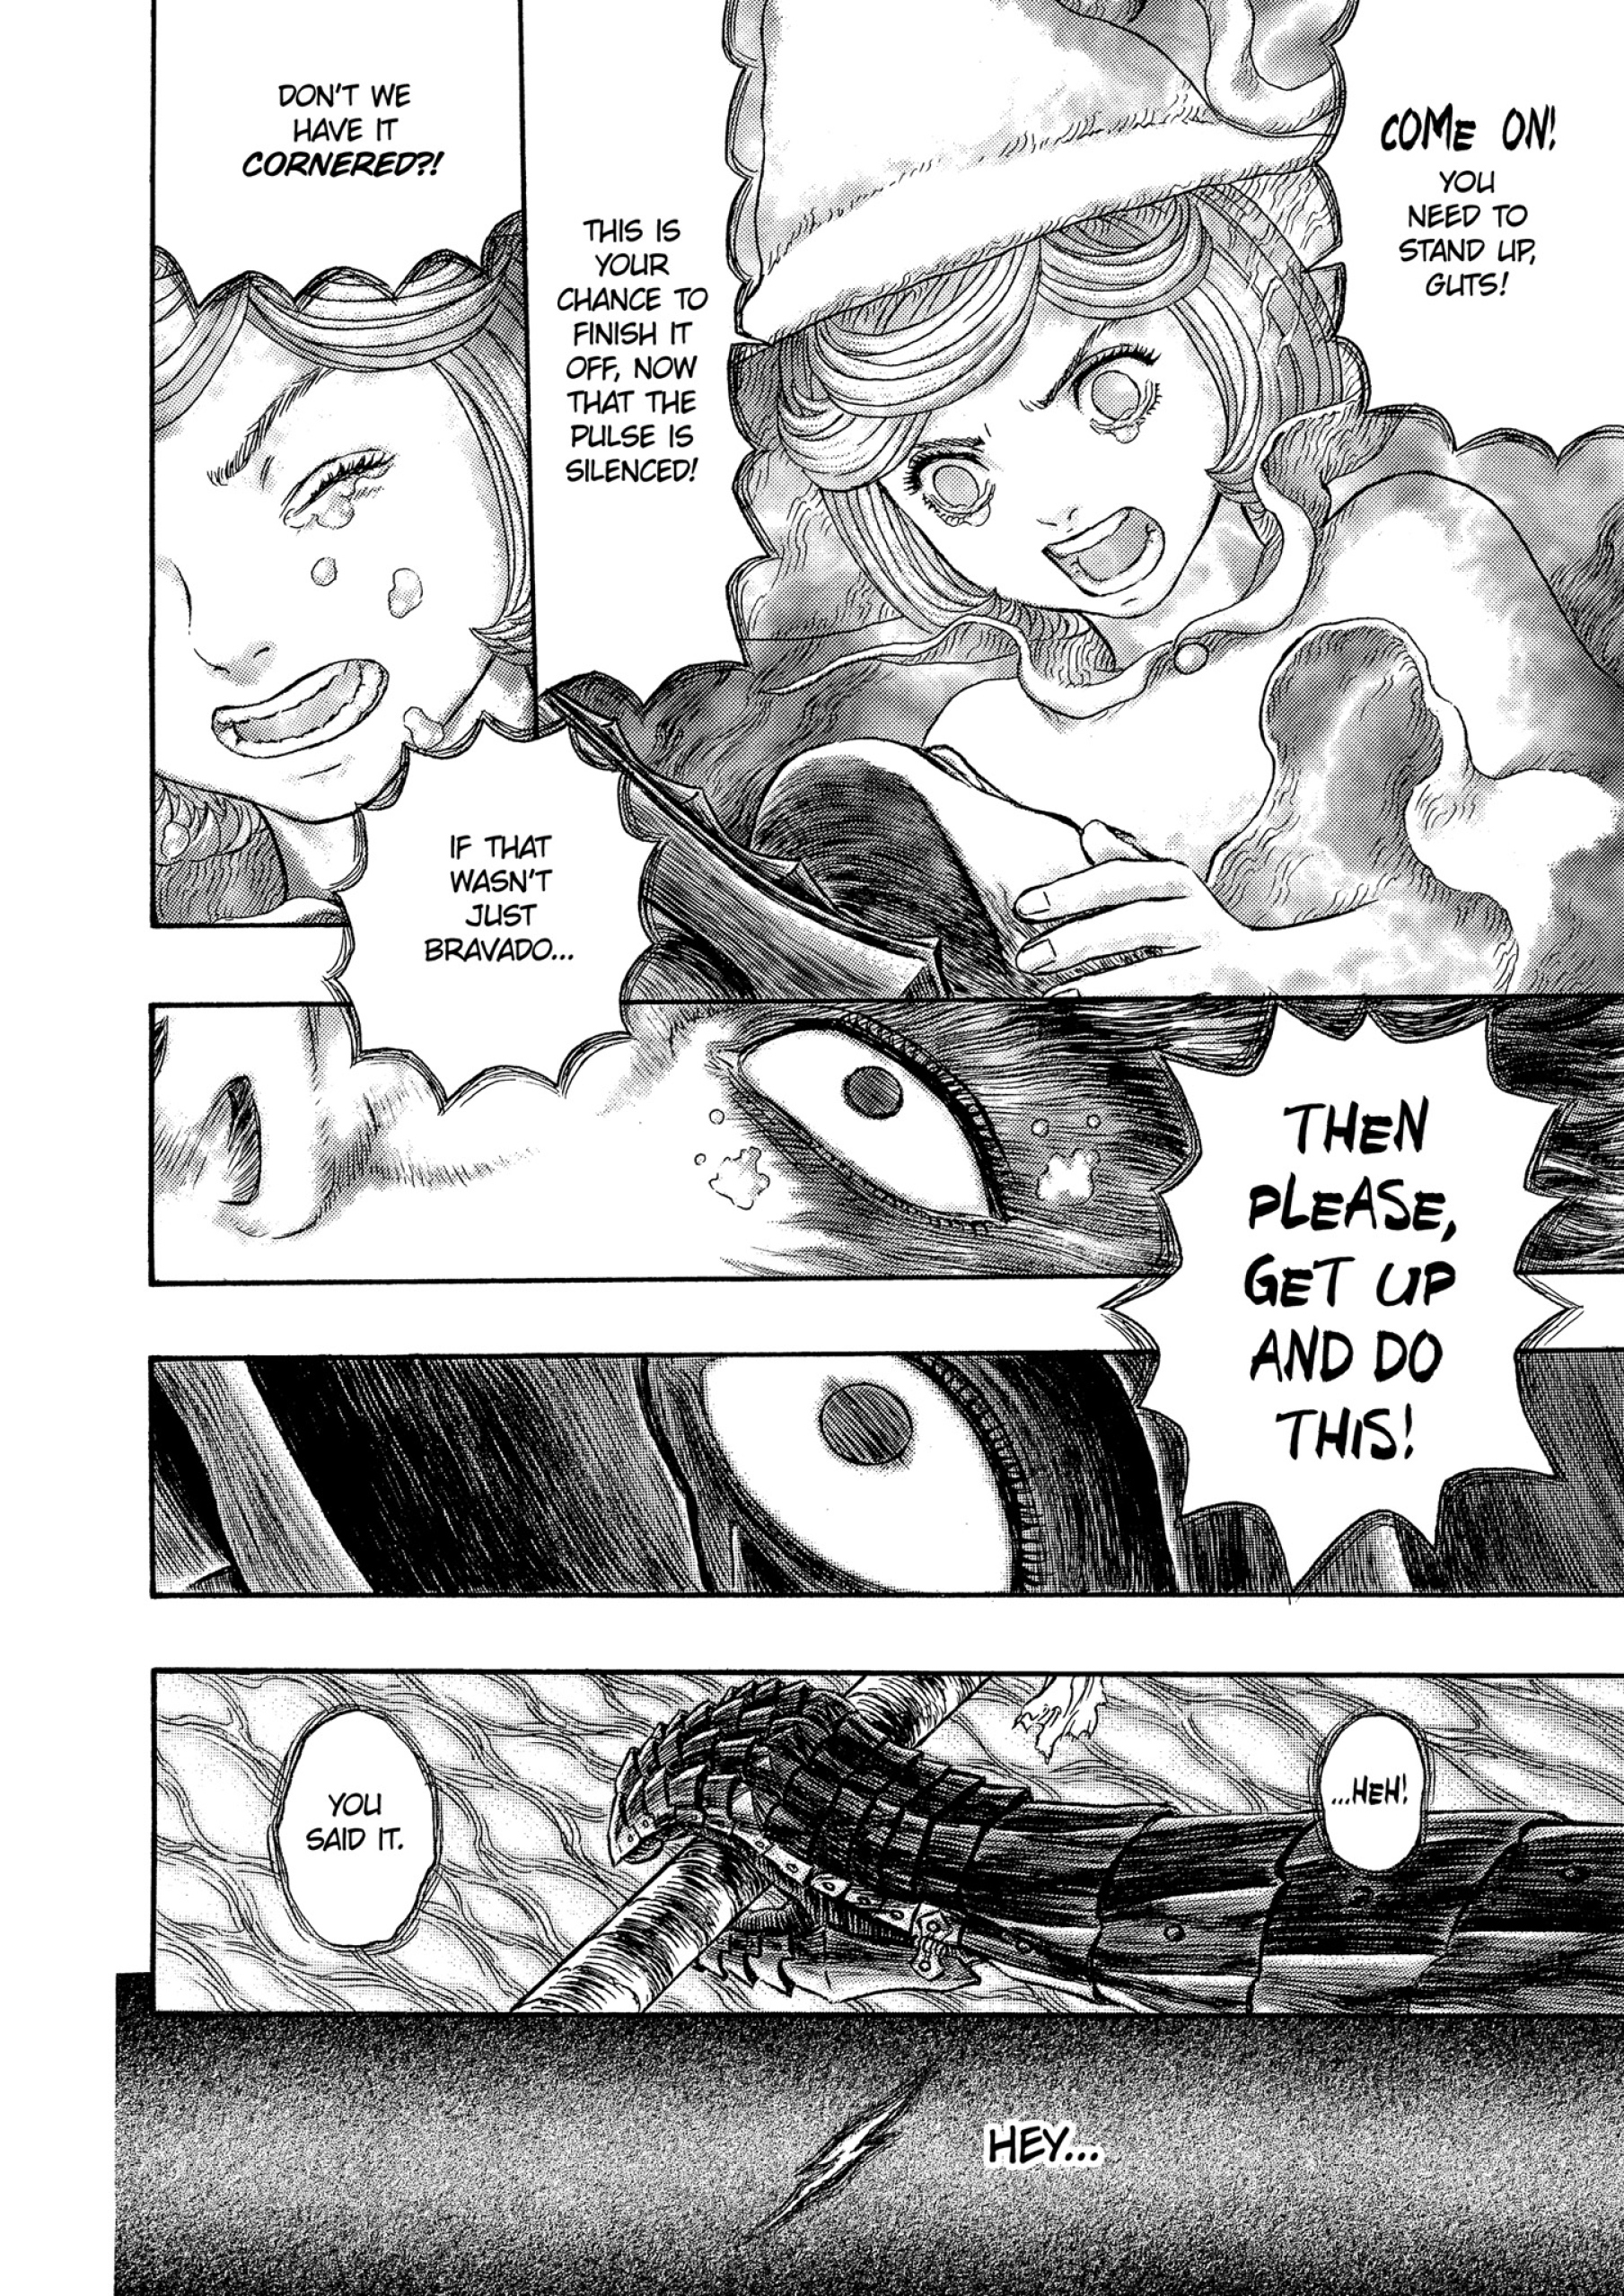 COME ON!
YOU
NEED TO
STAND UP,
GUTS!
THIS IS
YOUR
CHANCE TO
FINISH IT
OFF, NOW
THAT THE
PULSE IS
SILENCED!
DON'T WE
HAVE IT
CORNERED?!
IF THAT
WASN'T
JUST
BRAVADO...
THEN
PLEASE,
GET UP
AND DO
THIS!
...HEH!
YOU
SAID IT.
HEY...